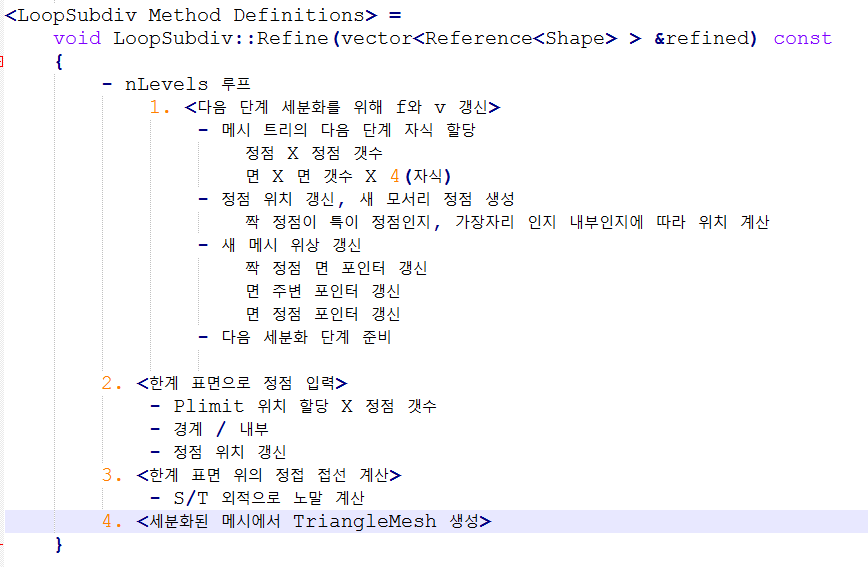 <LoopSubdiv Method Definitions> =
void LoopSubdiv::Refine(vector<Reference<Shape> > &refined) const
{
- nLevels 루프
1. <다음 단계 세분화를 위해 f와 v 갱신>
- 메시 트리의 다음 단계 자식 할당
정점 X 정점 갯수
면 X 면 갯수 X 4(자식)
- 정점 위치 갱신, 새 모서리 정점 생성
짝 정점이 특이 정점인지, 가장자리 인지 내부인지에 따라 위치 계산
- 새 메시 위상 갱신
짝 정점 면 포인터 갱신
면 주변 포인터 갱신
면 정점 포인터 갱신
- 다음 세분화 단계 준비
2. <한계 표면으로 정점 입력>
- Plimit 위치 할당 X 정점 갯수
- 경계 / 내부
- 정점 위치 갱신
3. <한계 표면 위의 정접 접선 계산>
- S/T 외적으로 노말 계산
4. <세분화된 메시에서 TriangleMesh 생성>
}